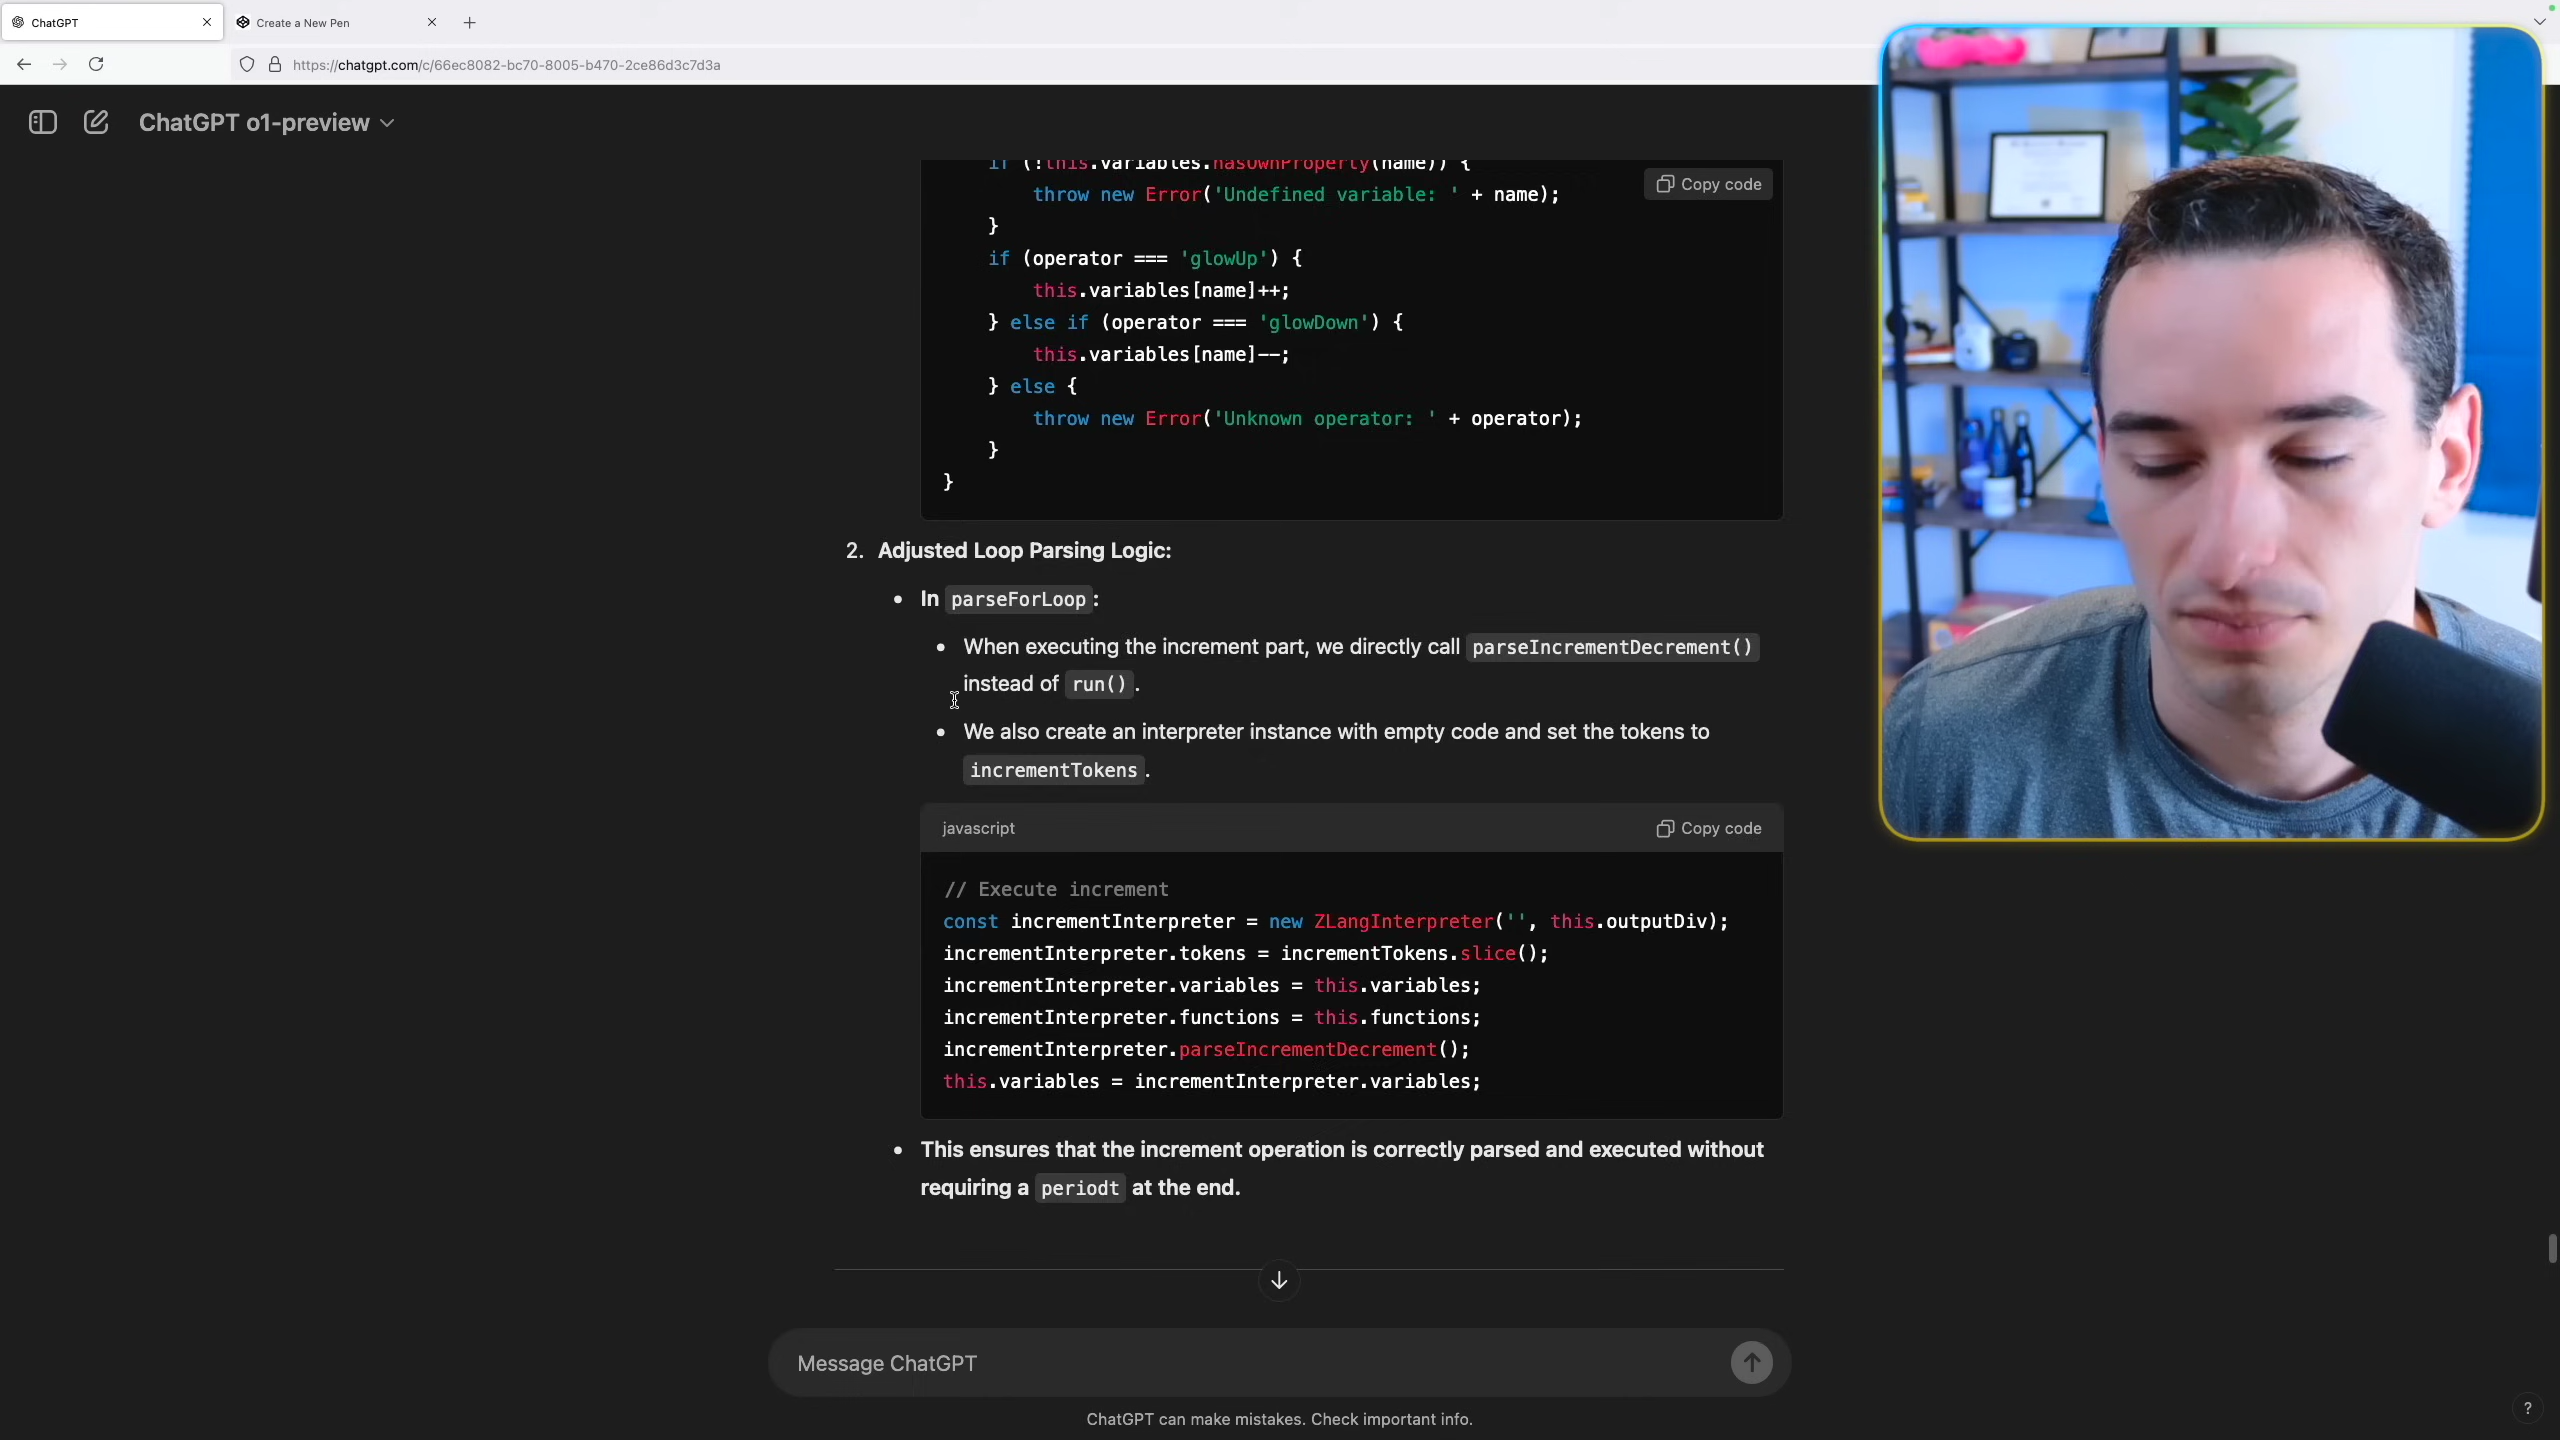 ChatGPT
Create a New Pen
https://chatgpt.com/c/66ec8082-bc70-8005-b470-2ce86d3c7d3a
ChatGPT o1-preview
if (!this.variables.hasOwnProperty(name)) {
Copy code
throw new Error('Undefined variable: ' + name);
}
if (operator === 'glowUp') {
this.variables[name]++;
} else if (operator === 'glowDown') {
this.variables[name]--;
} else {
throw new Error('Unknown operator: ' + operator);
}
}
2. Adjusted Loop Parsing Logic:
• In parseForLoop:
• When executing the increment part, we directly call parseIncrementDecrement()
instead of run().
• We also create an interpreter instance with empty code and set the tokens to
incrementTokens.
javascript
Copy code
// Execute increment
const incrementInterpreter = new ZLangInterpreter('', this.outputDiv);
incrementInterpreter.tokens = incrementTokens.slice();
incrementInterpreter.variables = this.variables;
incrementInterpreter.functions = this.functions;
incrementInterpreter.parseIncrementDecrement();
this.variables = incrementInterpreter.variables;
• This ensures that the increment operation is correctly parsed and executed without
requiring a periodt at the end.
Message ChatGPT
ChatGPT can make mistakes. Check important info.
?